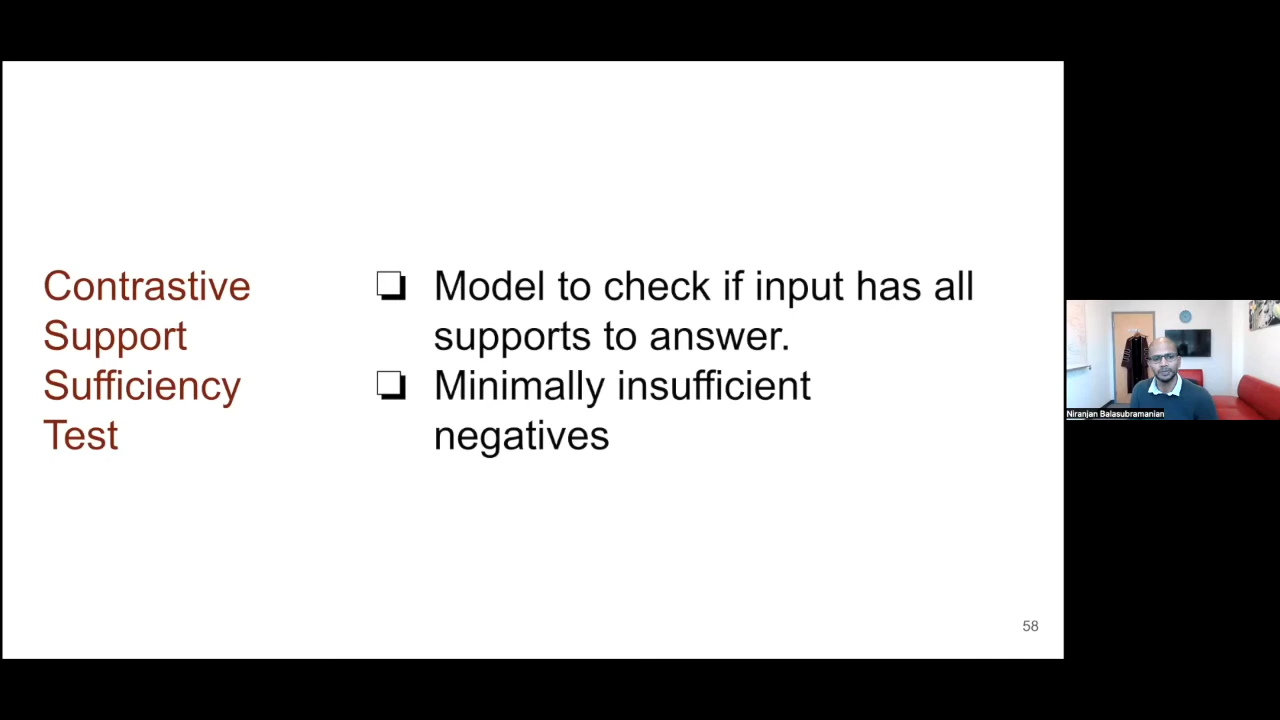 Contrastive
Support
Sufficiency
Test
❏ Model to check if input has all
supports to answer.
❏ Minimally insufficient
negatives
58
Niranjan Balasubramanian